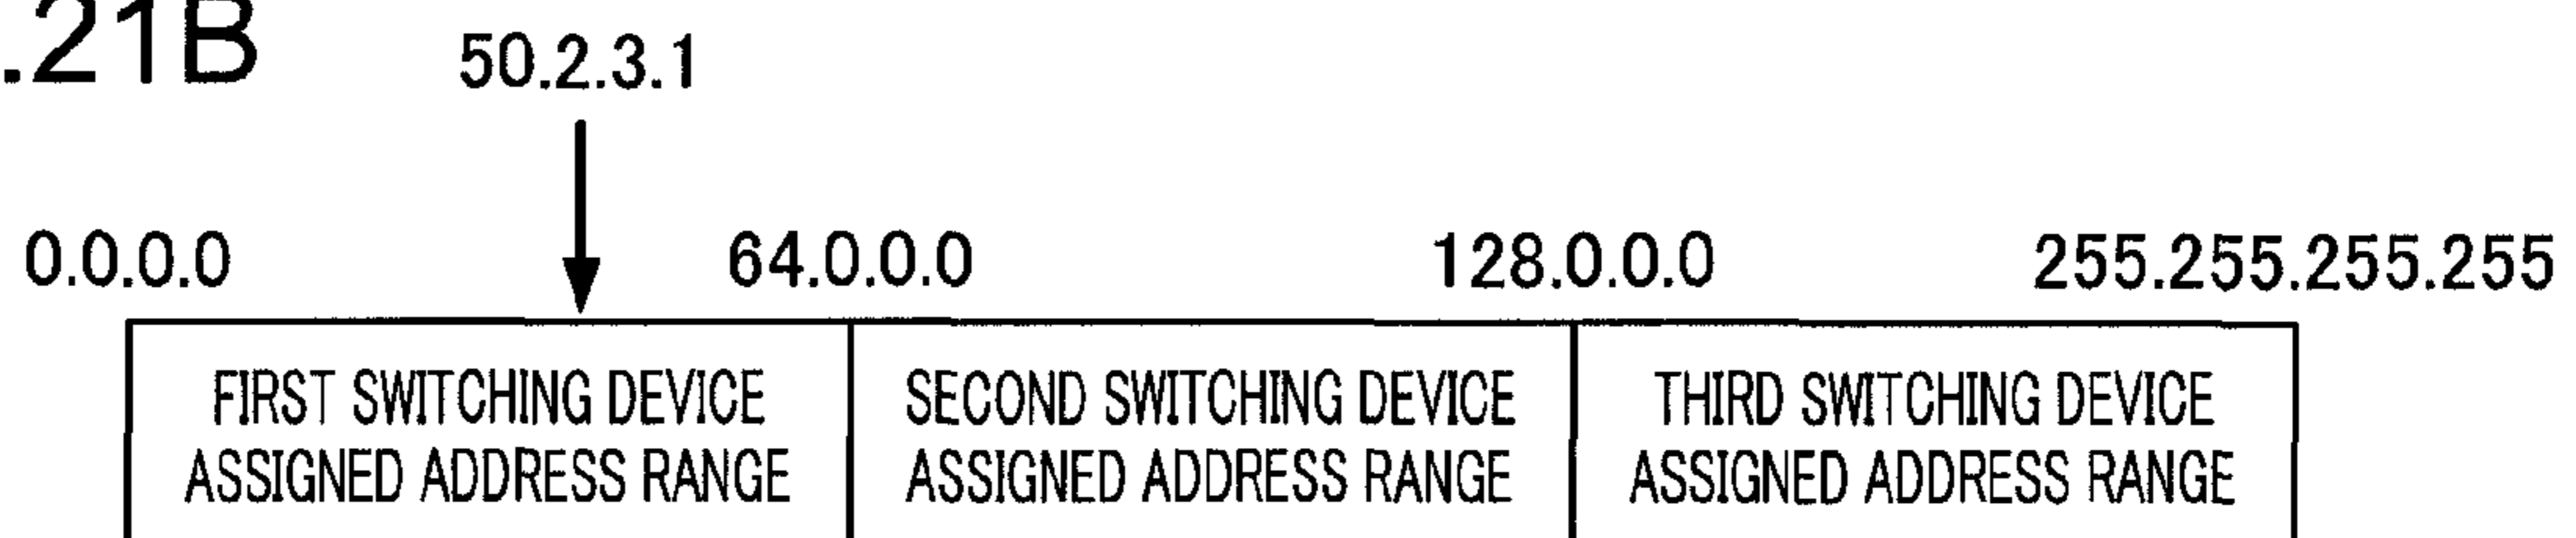 .21B
50.2.3.1
0.0.0.0 64.0.0.0 128.0.0.0 255.255.255.255
FIRST SWITCHING DEVICE
ASSIGNED ADDRESS RANGE
SECOND SWITCHING DEVICE
ASSIGNED ADDRESS RANGE
THIRD SWITCHING DEVICE
ASSIGNED ADDRESS RANGE